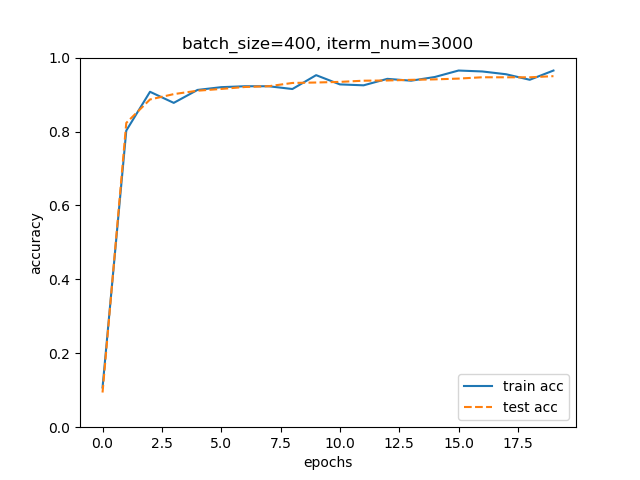 batch_size=400, iterm_num=3000
accuracy
1.0
0.8
0.6
0.4
0.2
0.0
train acc
test acc
0.0 2.5 5.0 7.5 10.0 12.5 15.0 17.5
epochs